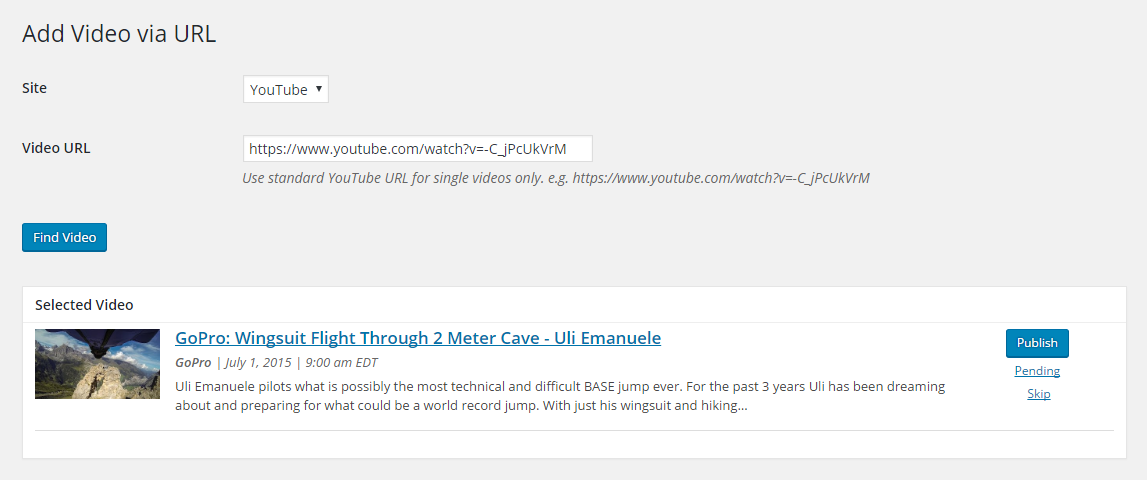 Add Video via URL
Site
YouTube
Video URL
https://www.youtube.com/watch?v=-C_jPcUkVrM
Use standard YouTube URL for single videos only. e.g. https://www.youtube.com/watch?v=-C_jPcUkVrM
Find Video
Selected Video
GoPro: Wingsuit Flight Through 2 Meter Cave - Uli Emanuele
GoPro | July 1, 2015 | 9:00 am EDT
Uli Emanuele pilots what is possibly the most technical and difficult BASE jump ever. For the past 3 years Uli has been dreaming
about and preparing for what could be a world record jump. With just his wingsuit and hiking...
Publish
Pending
Skip